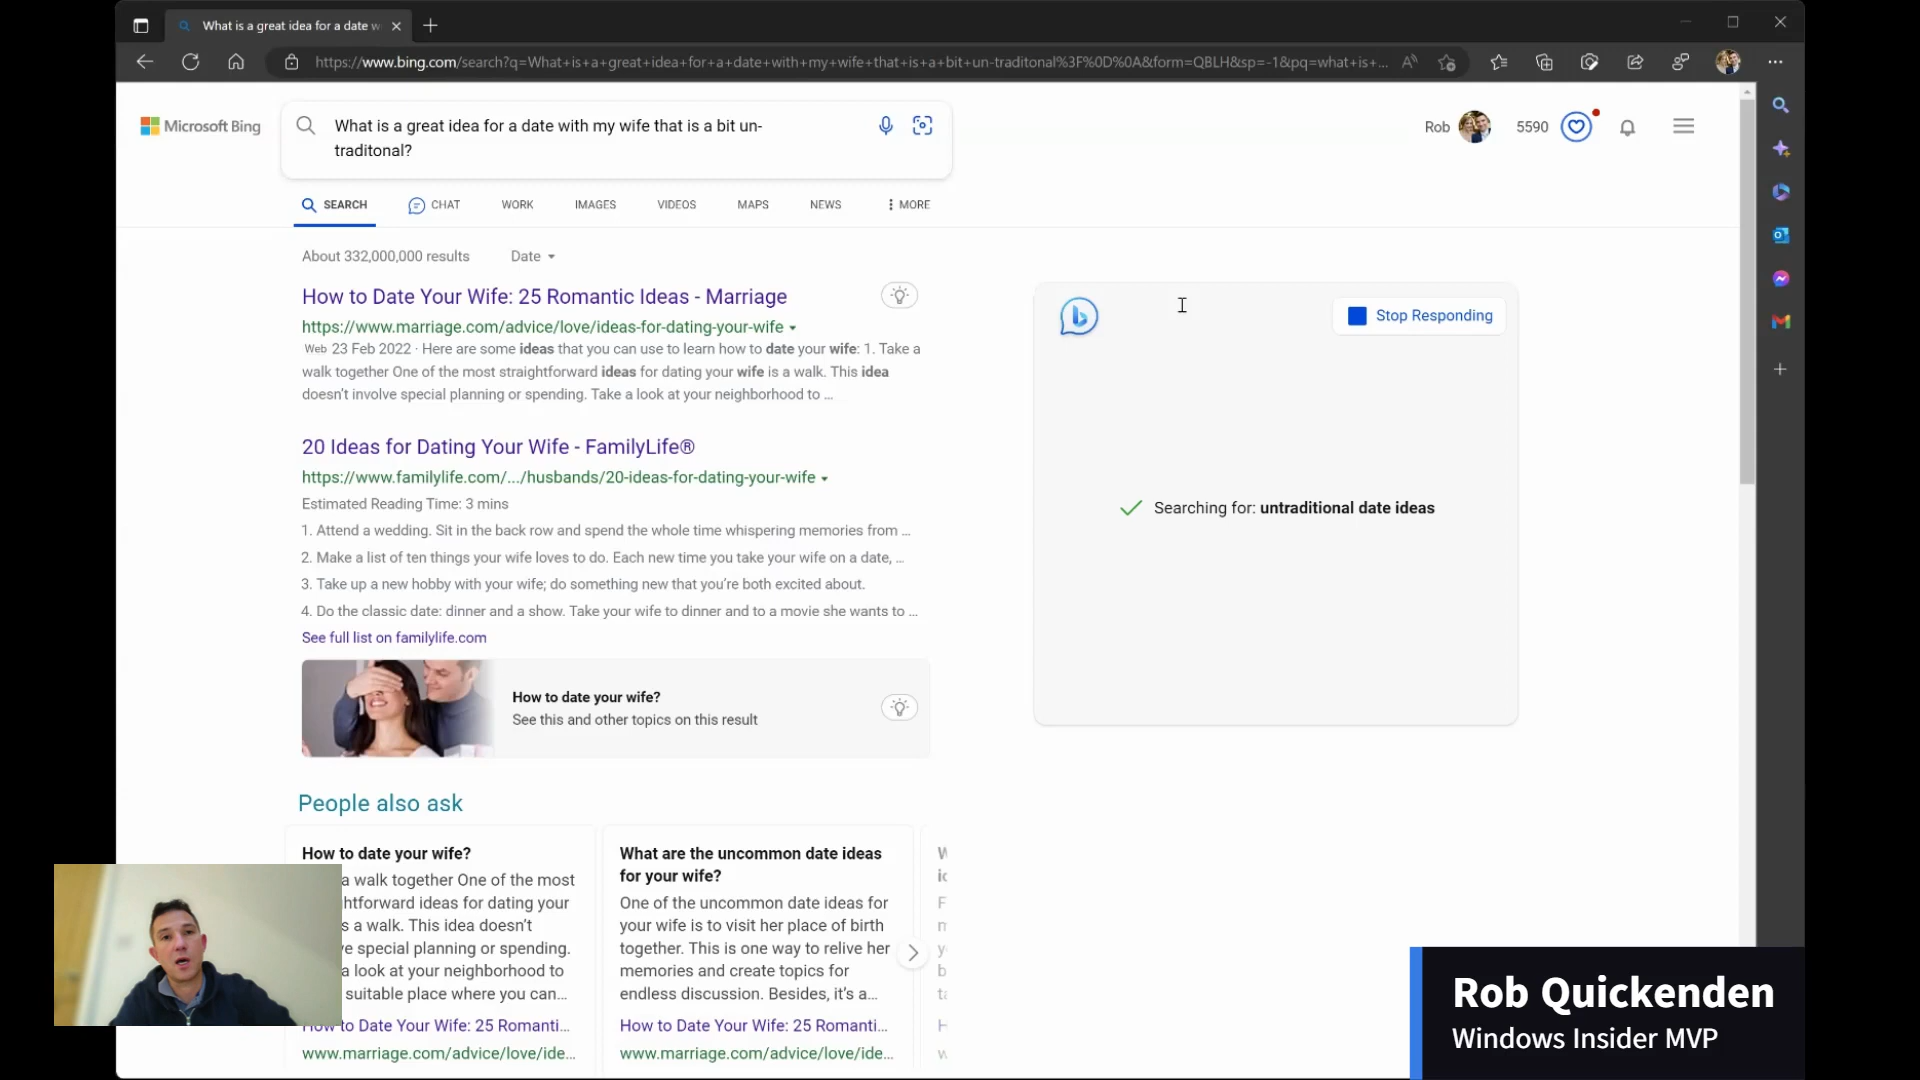 What is a great idea for a date w
https://www.bing.com/search?q=What+is+a+great+idea+for+a+date+with+my+wife+that+is+a+bit+un-traditonal%3F%0D%0A&form=QBLH&sp=-1&pq=what+is+...
Microsoft Bing
What is a great idea for a date with my wife that is a bit un-
traditonal?
Rob
5590
SEARCH
CHAT
WORK
IMAGES
VIDEOS
MAPS
NEWS
MORE
About 332,000,000 results
Date
How to Date Your Wife: 25 Romantic Ideas - Marriage
https://www.marriage.com/advice/love/ideas-for-dating-your-wife
Web 23 Feb 2022 · Here are some ideas that you can use to learn how to date your wife: 1. Take a
walk together One of the most straightforward ideas for dating your wife is a walk. This idea
doesn't involve special planning or spending. Take a look at your neighborhood to ...
20 Ideas for Dating Your Wife - FamilyLife®
https://www.familylife.com/.../husbands/20-ideas-for-dating-your-wife
Estimated Reading Time: 3 mins
1. Attend a wedding. Sit in the back row and spend the whole time whispering memories from ...
2. Make a list of ten things your wife loves to do. Each new time you take your wife on a date, ...
3. Take up a new hobby with your wife; do something new that you're both excited about.
4. Do the classic date: dinner and a show. Take your wife to dinner and to a movie she wants to ...
See full list on familylife.com
How to date your wife?
See this and other topics on this result
Stop Responding
Searching for: untraditional date ideas
People also ask
How to date your wife?
a walk together One of the most
htforward ideas for dating your
s a walk. This idea doesn't
ve special planning or spending.
a look at your neighborhood to
suitable place where you can...
How to Date Your Wife: 25 Romanti...
www.marriage.com/advice/love/ide...
What are the uncommon date ideas
for your wife?
One of the uncommon date ideas for
your wife is to visit her place of birth
together. This is one way to relive her
memories and create topics for
endless discussion. Besides, it's a...
How to Date Your Wife: 25 Romanti...
www.marriage.com/advice/love/ide...
Rob Quickenden
Windows Insider MVP